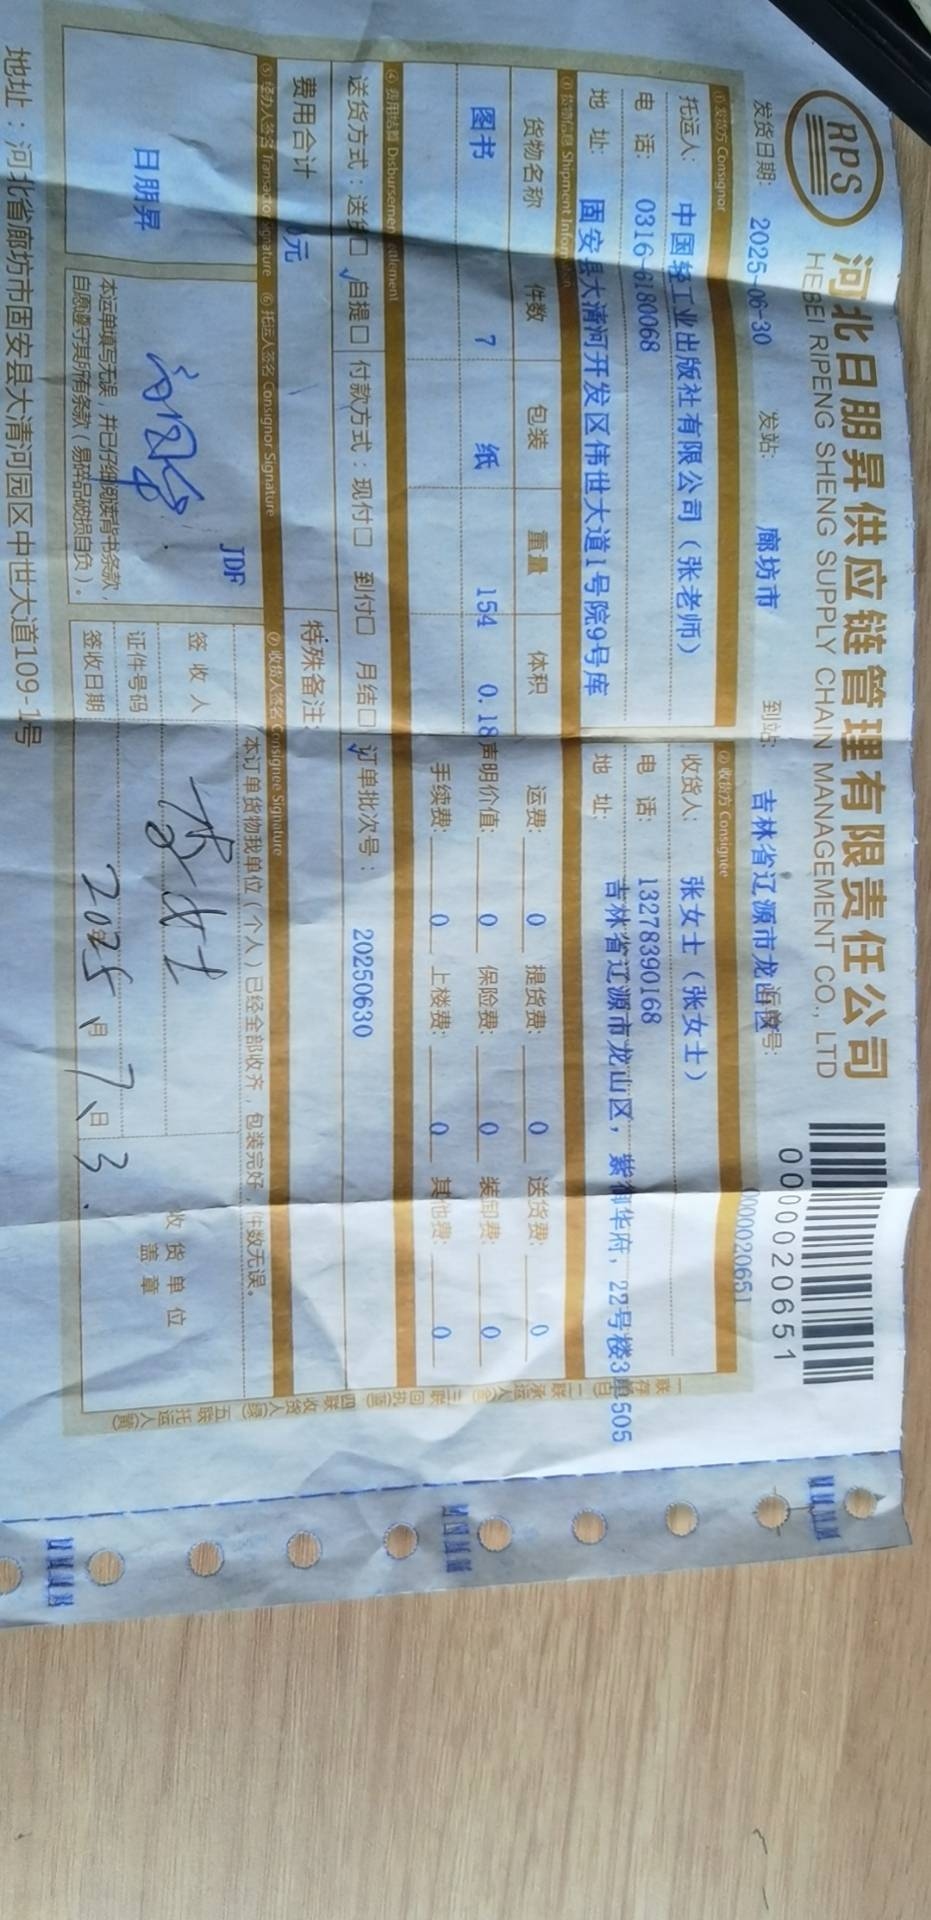 RPS
河北日朋昇供应链管理有限责任公司
HEBEI RIPENG SHENG SUPPLY CHAIN MANAGEMENT CO., LTD
0000020651
发货日期: 2025-06-30 发站: 廊坊市 到站: 吉林省辽源市龙山区 号: 0000020651
①发货方 Consignor ②收货方 Consignee
托运人: 中国轻工业出版社有限公司(张老师) 收货人: 张女士(张女士)
电 话: 0316-6180068 电 话: 13278390168
地 址: 固安县大清河开发区伟世大道1号院9号库 地 址: 吉林省辽源市龙山区, 紫御华府, 22号楼3单505
Shipment Information
货物名称 件数 包装 重量 体积 运费: 0 提货费: 0 送货费: 0
图书 7 纸 154 0.18 声明价值: 0 保险费: 0 装卸费: 0
手续费: 0 上楼费: 0 其他费: 0
④费用结算 Disbursement Settlement
送货方式:送货□ 自提□ 付款方式:现付□ 到付□ 月结□ 订单批次号: 20250630
费用合计 元 特殊备注:
⑤经办人签名 Transactor Signature ⑥托运人签名 Consignor Signature ⑦收货人签名 Consignee Signature
JDF
日朋昇
本运单填写无误,并已仔细阅读背书条款,
自愿遵守其所有条款(易碎品破损自负)。
本订单货物我单位(个人)已经全部收齐,包装完好,件数无误。
签收人
证件号码
签收日期 2025 月 7 日 3
收货单位
盖章
地址:河北省廊坊市固安县大清河园区中世大道109-1号